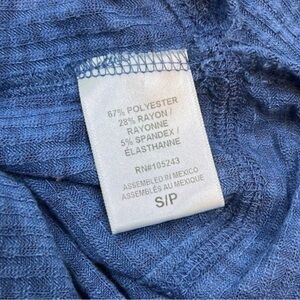 67% POLYESTER
28% RAYON /
RAYONNE
5% SPANDEX /
ÉLASTHANNE
RN#105243
ASSEMBLED IN MEXICO
ASSEMBLÉS AU MEXIQUE
S/P